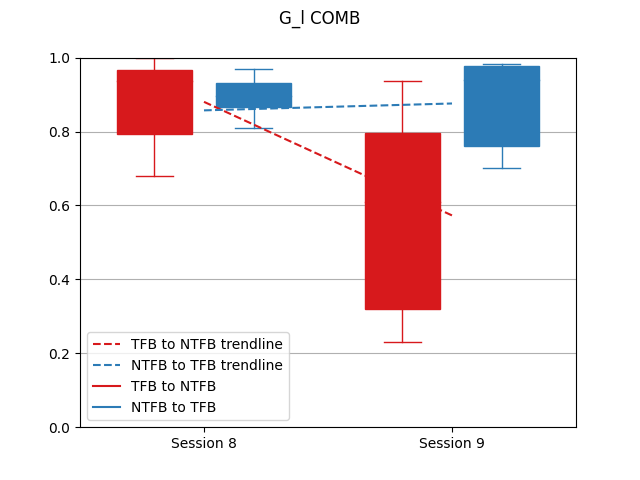 G_l COMB
1.0
0.8
0.6
0.4
0.2
0.0
TFB to NTFB trendline
NTFB to TFB trendline
TFB to NTFB
NTFB to TFB
Session 8
Session 9